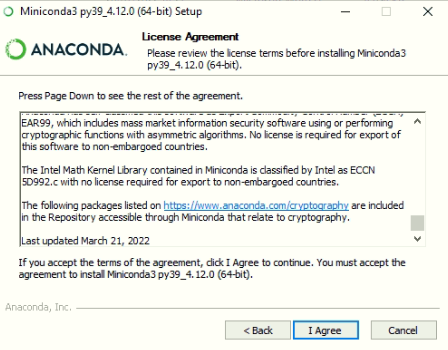 Miniconda3 py39_4.12.0 (64-bit) Setup
ANACONDA.
License Agreement
Please review the license terms before installing Miniconda3
py39_4.12.0 (64-bit).
Press Page Down to see the rest of the agreement.
EAR99, which includes mass market information security software using or performing
cryptographic functions with asymmetric algorithms. No license is required for export of
this software to non-embargoed countries.
The Intel Math Kernel Library contained in Miniconda is classified by Intel as ECCN
5D992.c with no license required for export to non-embargoed countries.
The following packages listed on https://www.anaconda.com/cryptography are included
in the Repository accessible through Miniconda that relate to cryptography.
Last updated March 21, 2022
If you accept the terms of the agreement, click I Agree to continue. You must accept the
agreement to install Miniconda3 py39_4.12.0 (64-bit).
Anaconda, Inc.
< Back
I Agree
Cancel